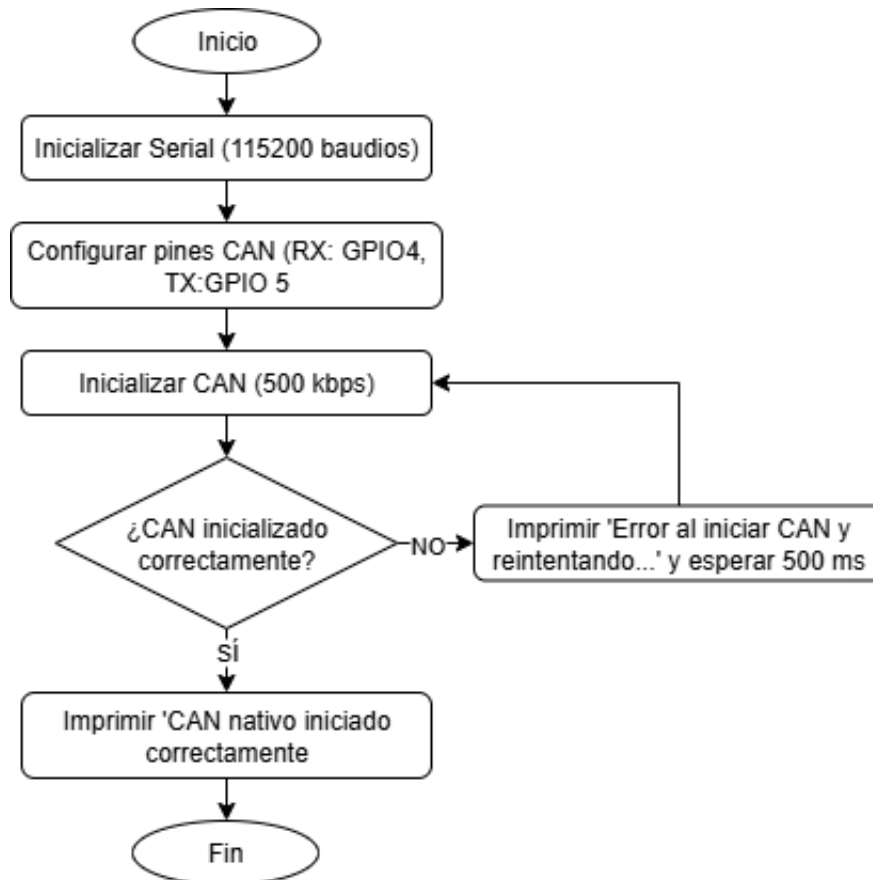 Inicio
Inicializar Serial (115200 baudios)
Configurar pines CAN (RX: GPIO4,
TX:GPIO 5
Inicializar CAN (500 kbps)
¿CAN inicializado
correctamente?
NO
Imprimir 'Error al iniciar CAN y
reintentando...' y esperar 500 ms
SÍ
Imprimir 'CAN nativo iniciado
correctamente
Fin